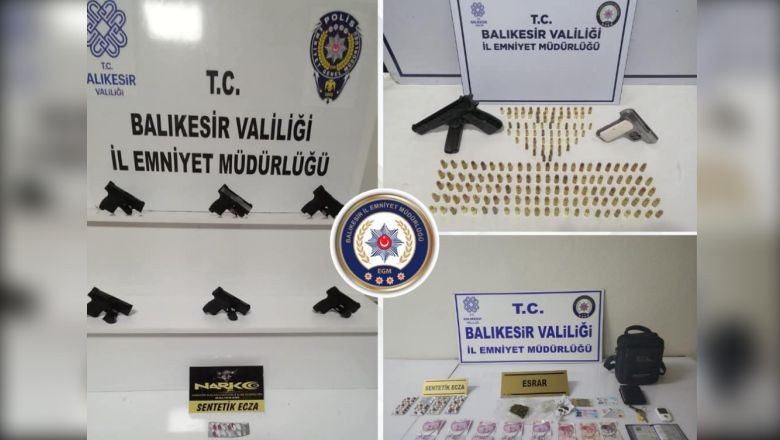 T.C.
BALIKESİR
VALİLİĞİ
POLİS
T.C.
BALIKESİR VALİLİĞİ
İL EMNİYET MÜDÜRLÜĞÜ
NARKO
SENTETİK ECZA
T.C.
BALIKESİR VALİLİĞİ
İL EMNİYET MÜDÜRLÜĞÜ
BALIKESİR İL EMNİYET MÜDÜRLÜĞÜ
EGM
T.C.
BALIKESİR VALİLİĞİ
İL EMNİYET MÜDÜRLÜĞÜ
SENTETİK ECZA
ESRAR